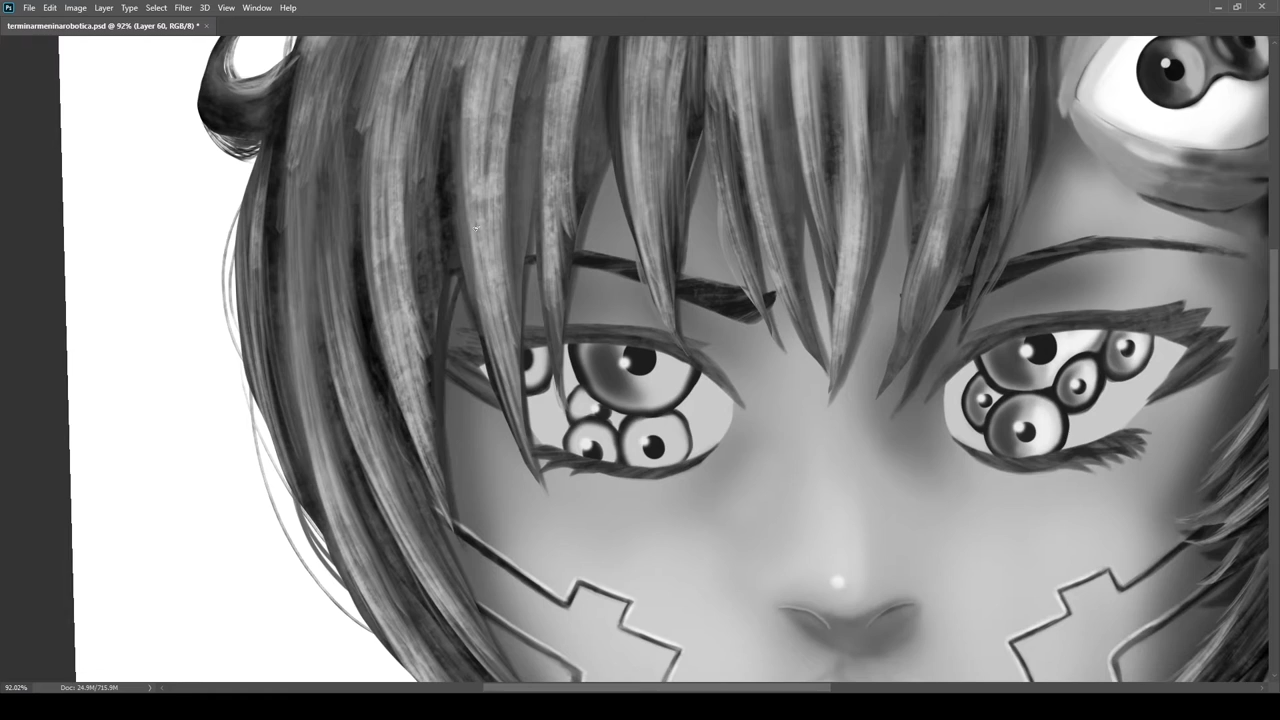 Ps File Edit Image Layer Type Select Filter 3D View Window Help
terminarmeninarobotica.psd @ 92% (Layer 60, RGB/8) *
92.02% Doc: 24.9M/715.9M